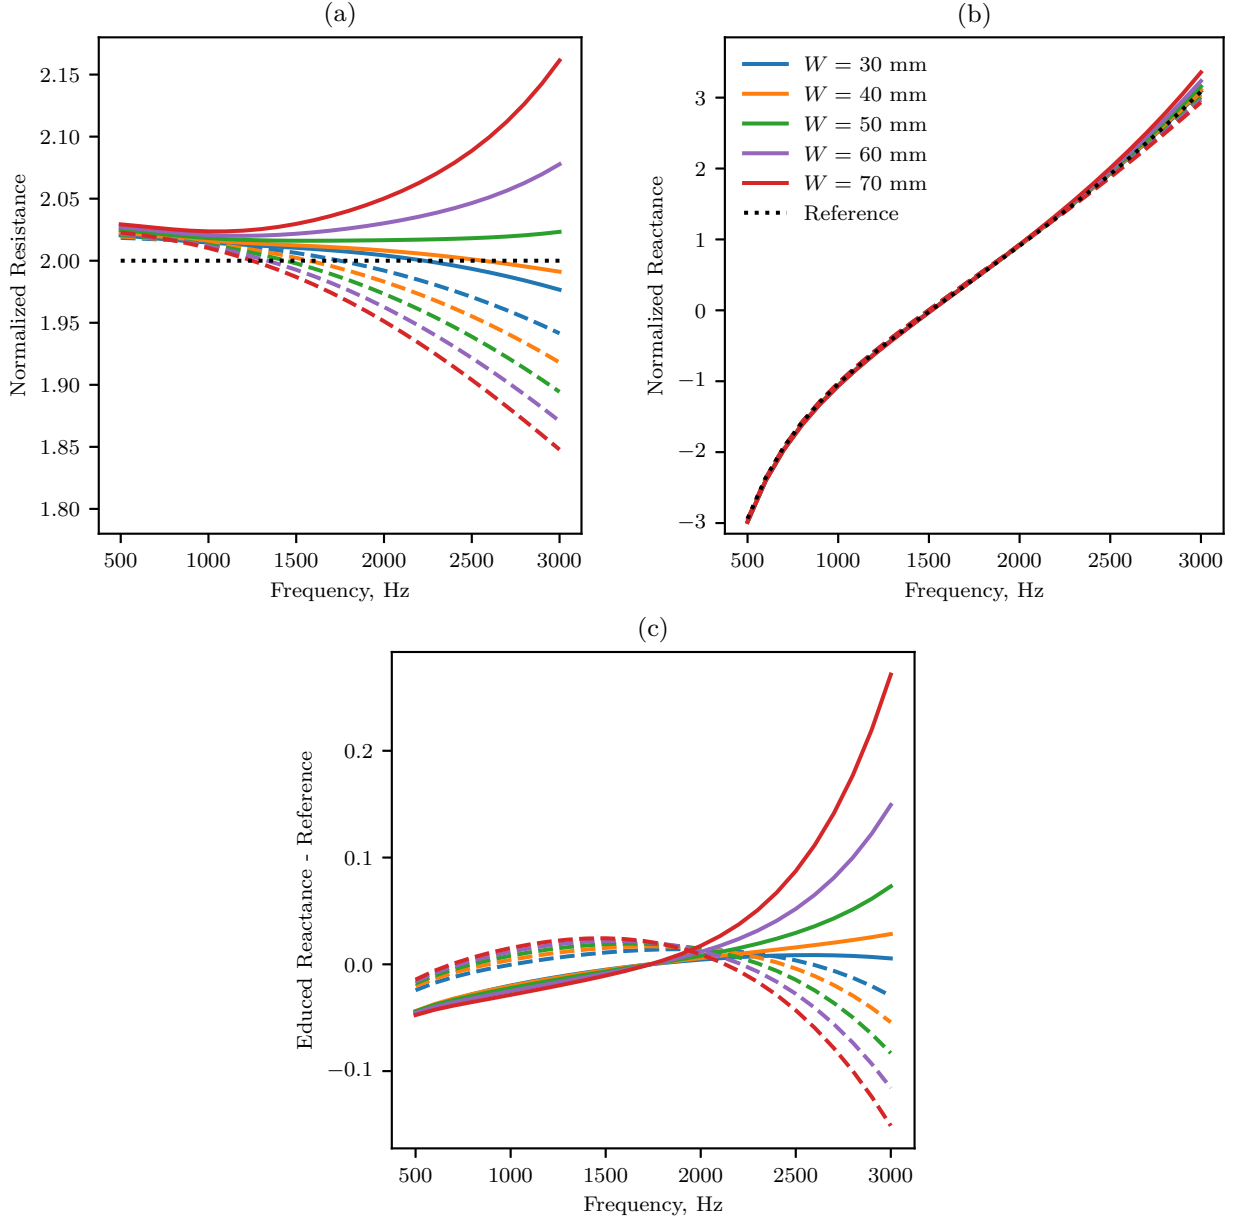 (a)
2.15
2.10
2.05
2.00
1.95
1.90
1.85
1.80
Normalized Resistance
500 1000 1500 2000 2500 3000
Frequency, Hz
(b)
W = 30 mm
W = 40 mm
W = 50 mm
W = 60 mm
W = 70 mm
Reference
3
2
1
0
−1
−2
−3
Normalized Reactance
500 1000 1500 2000 2500 3000
Frequency, Hz
(c)
0.2
0.1
0.0
−0.1
Educed Reactance - Reference
500 1000 1500 2000 2500 3000
Frequency, Hz